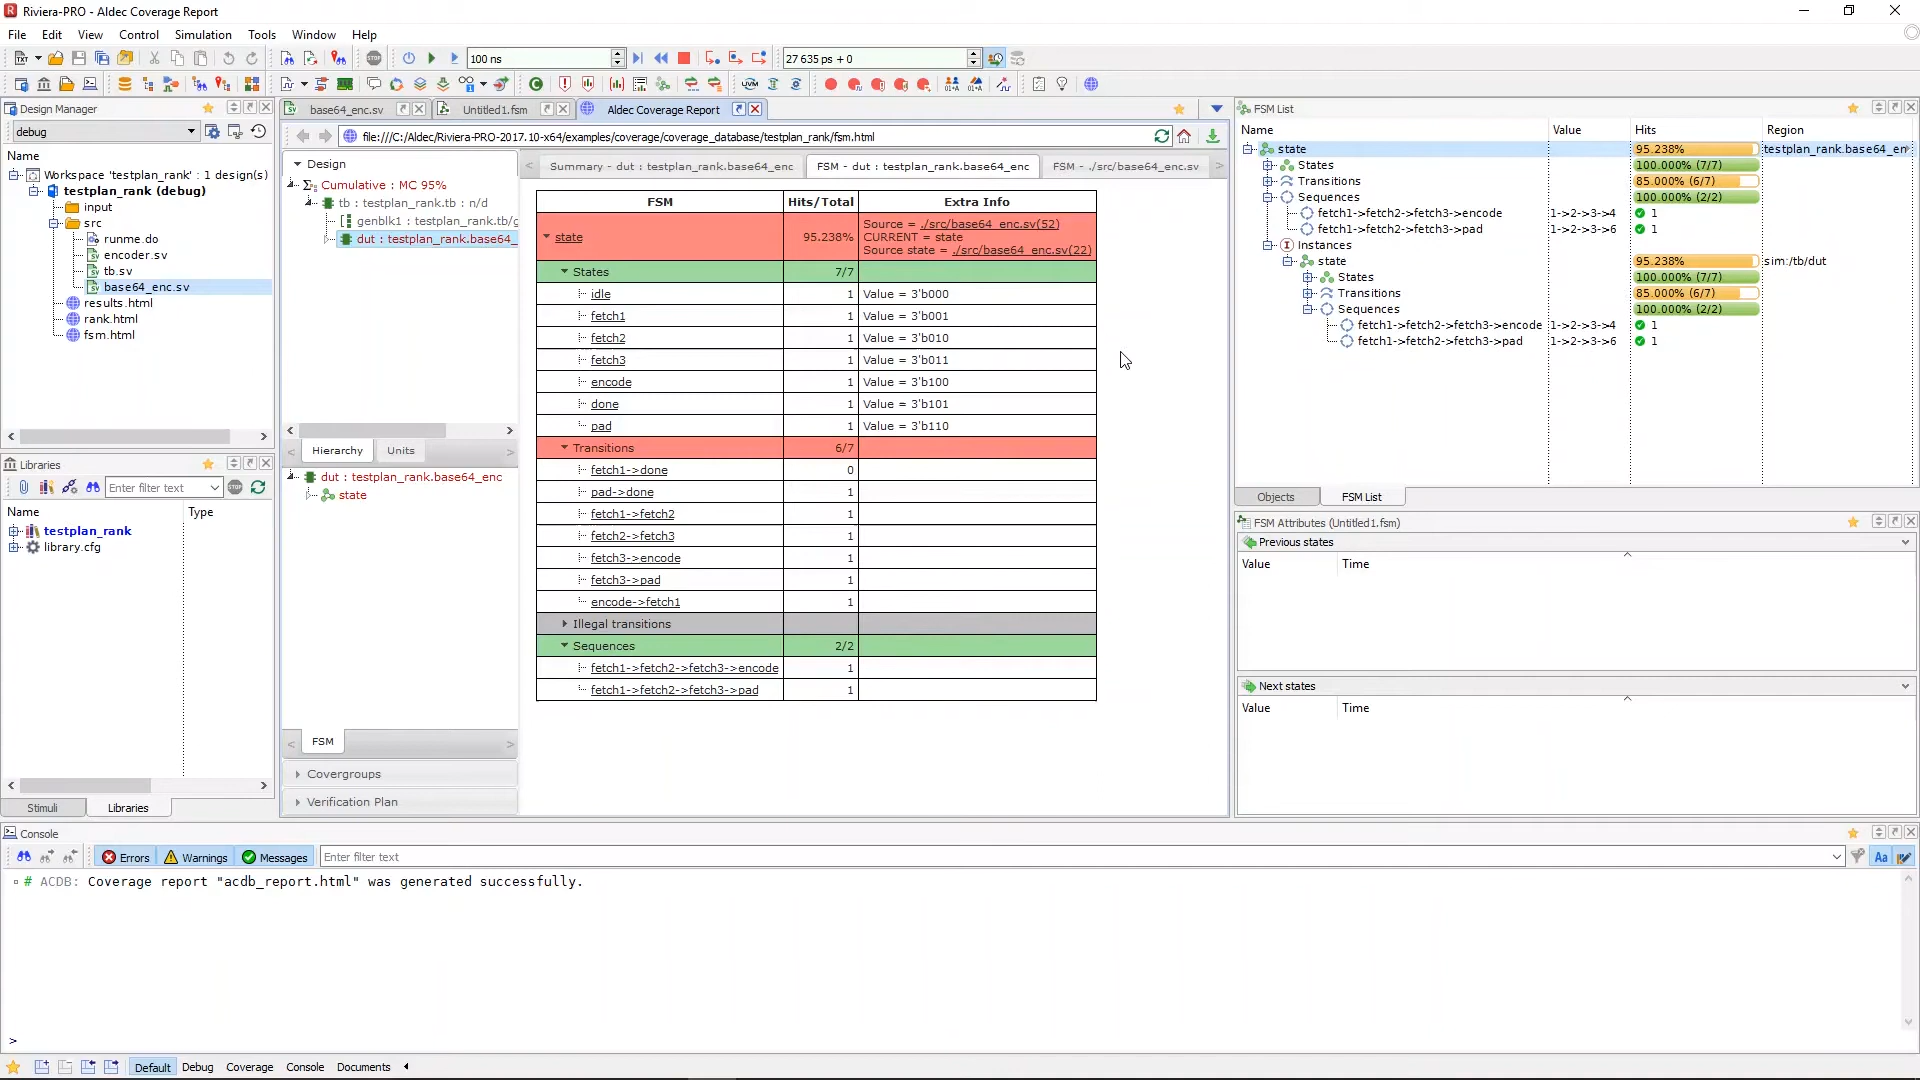 Riviera-PRO - Aldec Coverage Report
File Edit View Control Simulation Tools Window Help
100 ns
27 635 ps + 0
Design Manager
debug
Name
Workspace 'testplan_rank' : 1 design(s)
testplan_rank (debug)
input
src
runme.do
encoder.sv
tb.sv
base64_enc.sv
results.html
rank.html
fsm.html
Libraries
Enter filter text
Name Type
testplan_rank
library.cfg
Stimuli Libraries
base64_enc.sv Untitled1.fsm Aldec Coverage Report
file:///C:/Aldec/Riviera-PRO-2017.10-x64/examples/coverage/coverage_database/testplan_rank/fsm.html
Design
Cumulative : MC 95%
tb : testplan_rank.tb : n/d
genblk1 : testplan_rank.tb/g
dut : testplan_rank.base64_
Hierarchy Units
dut : testplan_rank.base64_enc
state
FSM
Covergroups
Verification Plan
Summary - dut : testplan_rank.base64_enc FSM - dut : testplan_rank.base64_enc FSM - ./src/base64_enc.sv
FSM Hits/Total Extra Info
state 95.238% Source = ./src/base64_enc.sv(52)
CURRENT = state
Source state = ./src/base64_enc.sv(22)
States 7/7
idle 1 Value = 3'b000
fetch1 1 Value = 3'b001
fetch2 1 Value = 3'b010
fetch3 1 Value = 3'b011
encode 1 Value = 3'b100
done 1 Value = 3'b101
pad 1 Value = 3'b110
Transitions 6/7
fetch1->done 0
pad->done 1
fetch1->fetch2 1
fetch2->fetch3 1
fetch3->encode 1
fetch3->pad 1
encode->fetch1 1
Illegal transitions
Sequences 2/2
fetch1->fetch2->fetch3->encode 1
fetch1->fetch2->fetch3->pad 1
FSM List
Name Value Hits Region
state 95.238% testplan_rank.base64_en
States 100.000% (7/7)
Transitions 85.000% (6/7)
Sequences 100.000% (2/2)
fetch1->fetch2->fetch3->encode 1->2->3->4 1
fetch1->fetch2->fetch3->pad 1->2->3->6 1
Instances
state 95.238% sim:/tb/dut
States 100.000% (7/7)
Transitions 85.000% (6/7)
Sequences 100.000% (2/2)
fetch1->fetch2->fetch3->encode 1->2->3->4 1
fetch1->fetch2->fetch3->pad 1->2->3->6 1
Objects FSM List
FSM Attributes (Untitled1.fsm)
Previous states
Value Time
Next states
Value Time
Console
Errors Warnings Messages Enter filter text
Aa
# ACDB: Coverage report "acdb_report.html" was generated successfully.
>
Default Debug Coverage Console Documents